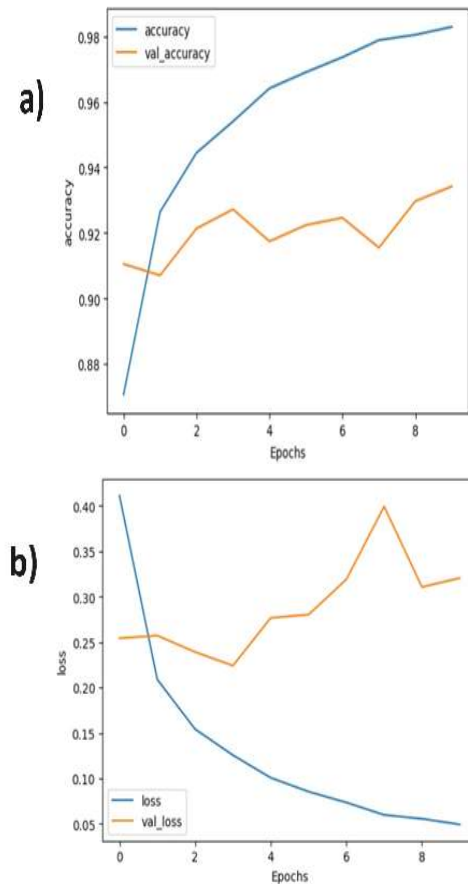 a)
accuracy
val_accuracy
accuracy
0.98
0.96
0.94
0.92
0.90
0.88
0 2 4 6 8
Epochs
b)
loss
0.40
0.35
0.30
0.25
0.20
0.15
0.10
0.05
loss
val_loss
0 2 4 6 8
Epochs